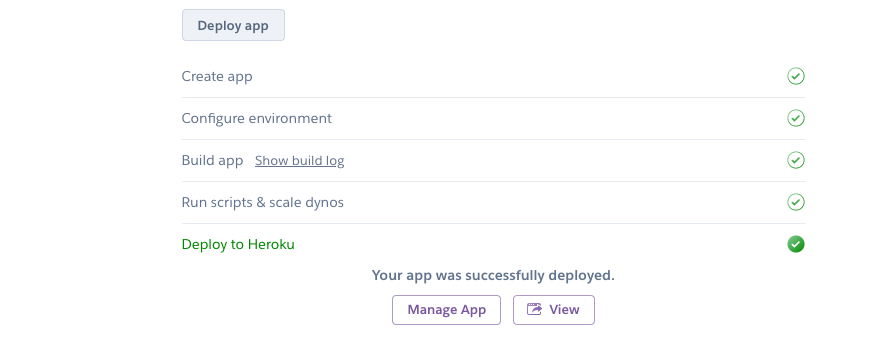 Deploy app
Create app
Configure environment
Build app Show build log
Run scripts & scale dynos
Deploy to Heroku
Your app was successfully deployed.
Manage App View